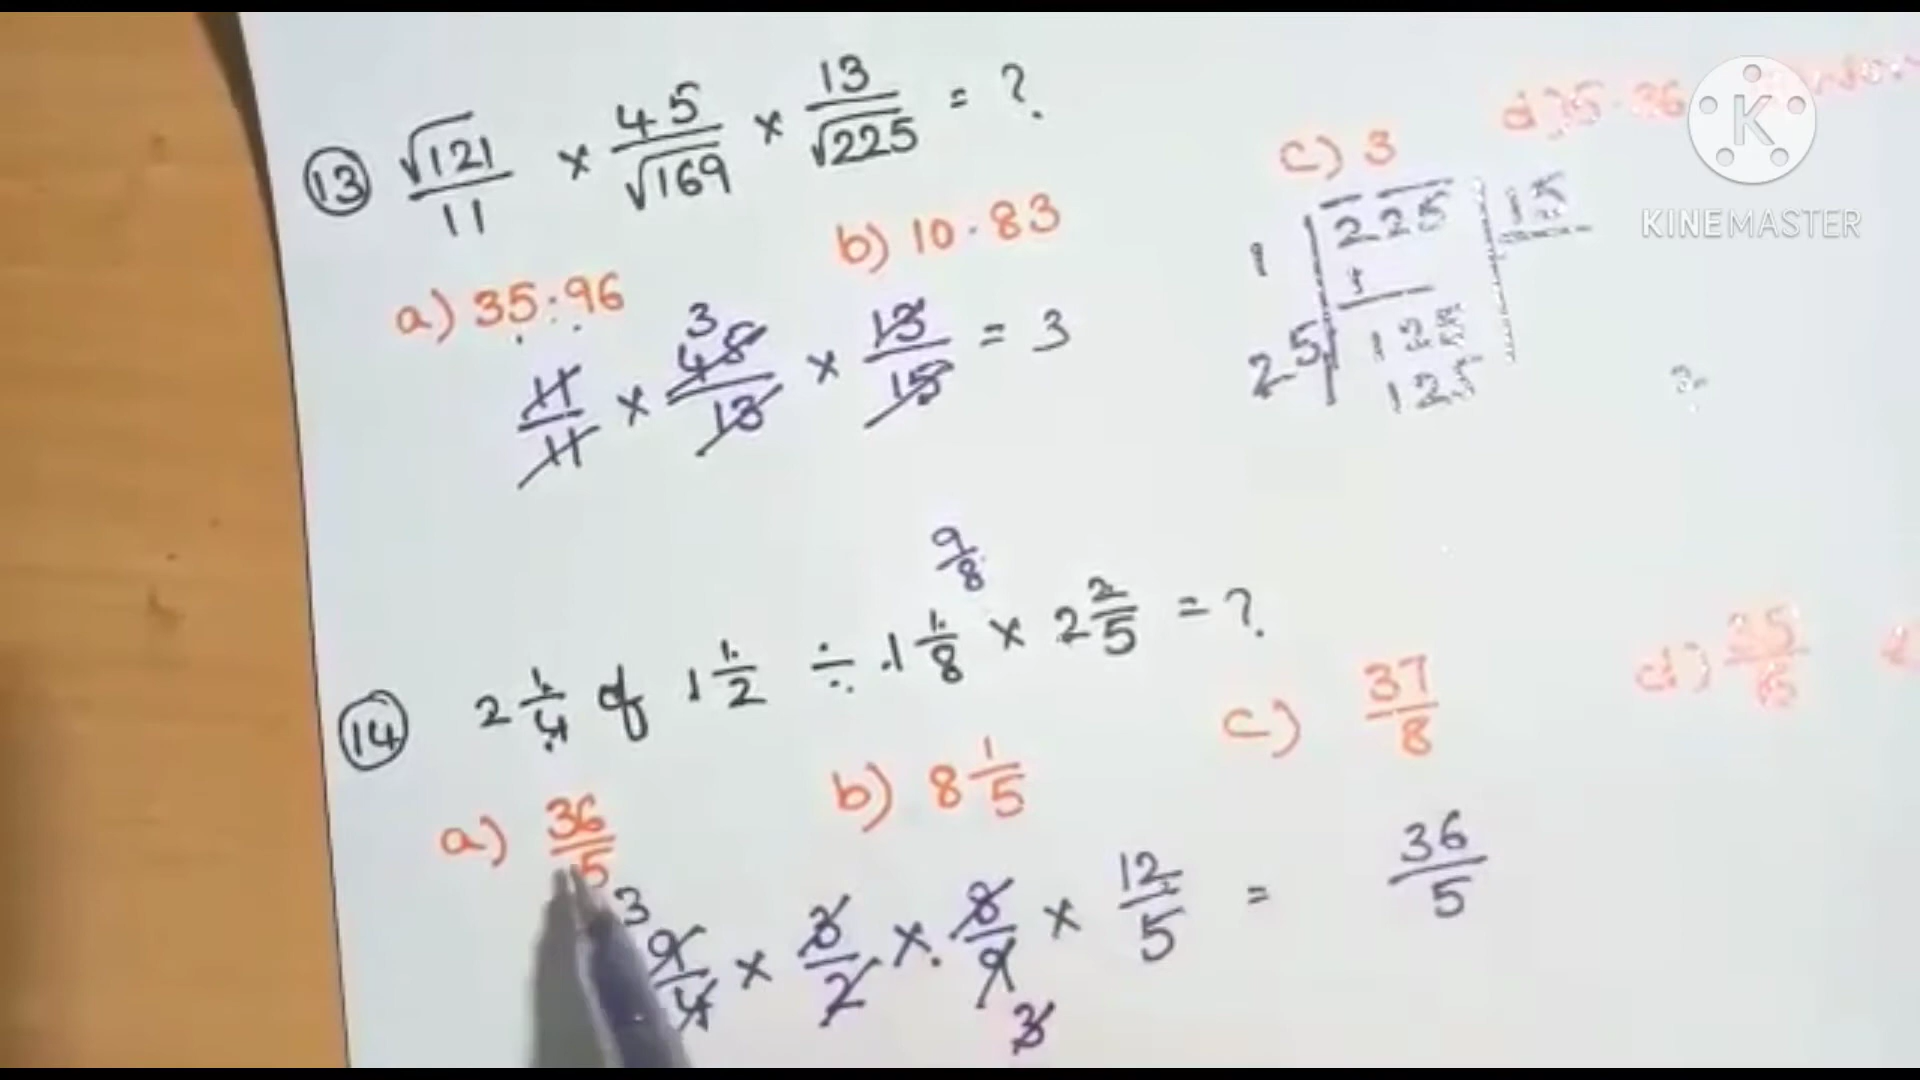 13 √121/11 × 45/√169 × 13/√225 = ?
a) 35.96 b) 10.83 c) 3
11/11 × 45/13 × 13/15 = 3
3
1 225 15
1
25 125
125
K
KINEMASTER
9/8
14 2 1/4 of 1 1/2 ÷ 1 1/8 × 2 2/5 = ?
a) 36/5 b) 8 1/5 c) 37/8 d)
3
9/4 × 3/2 × 8/9 × 12/5 = 36/5
3